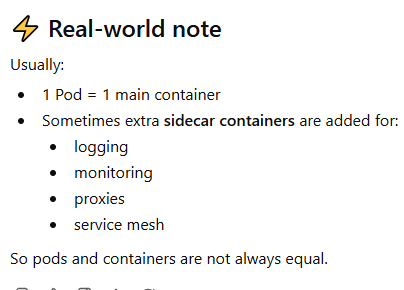 ⚡ Real-world note
Usually:
• 1 Pod = 1 main container
• Sometimes extra sidecar containers are added for:
• logging
• monitoring
• proxies
• service mesh
So pods and containers are not always equal.